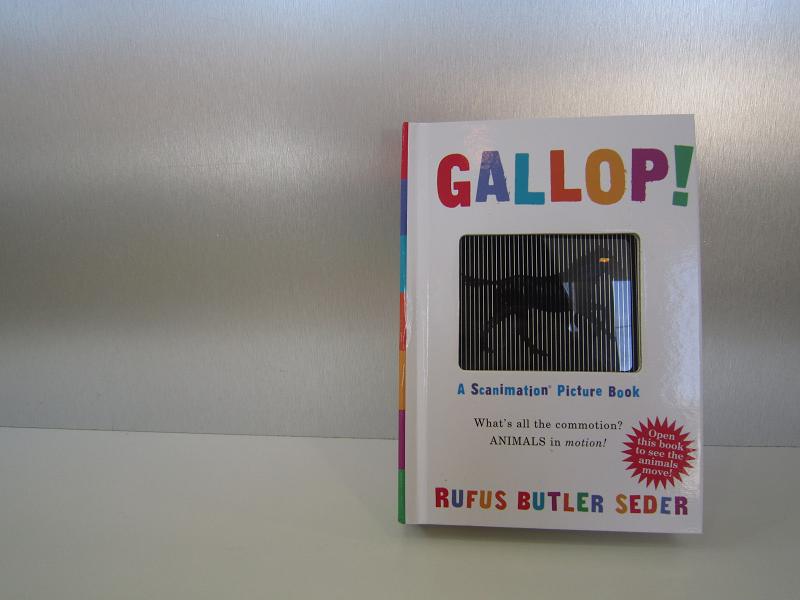 GALLOP!
A Scanimation® Picture Book
What's all the commotion?
ANIMALS in motion!
Open
this book
to see the
animals
move!
RUFUS BUTLER SEDER